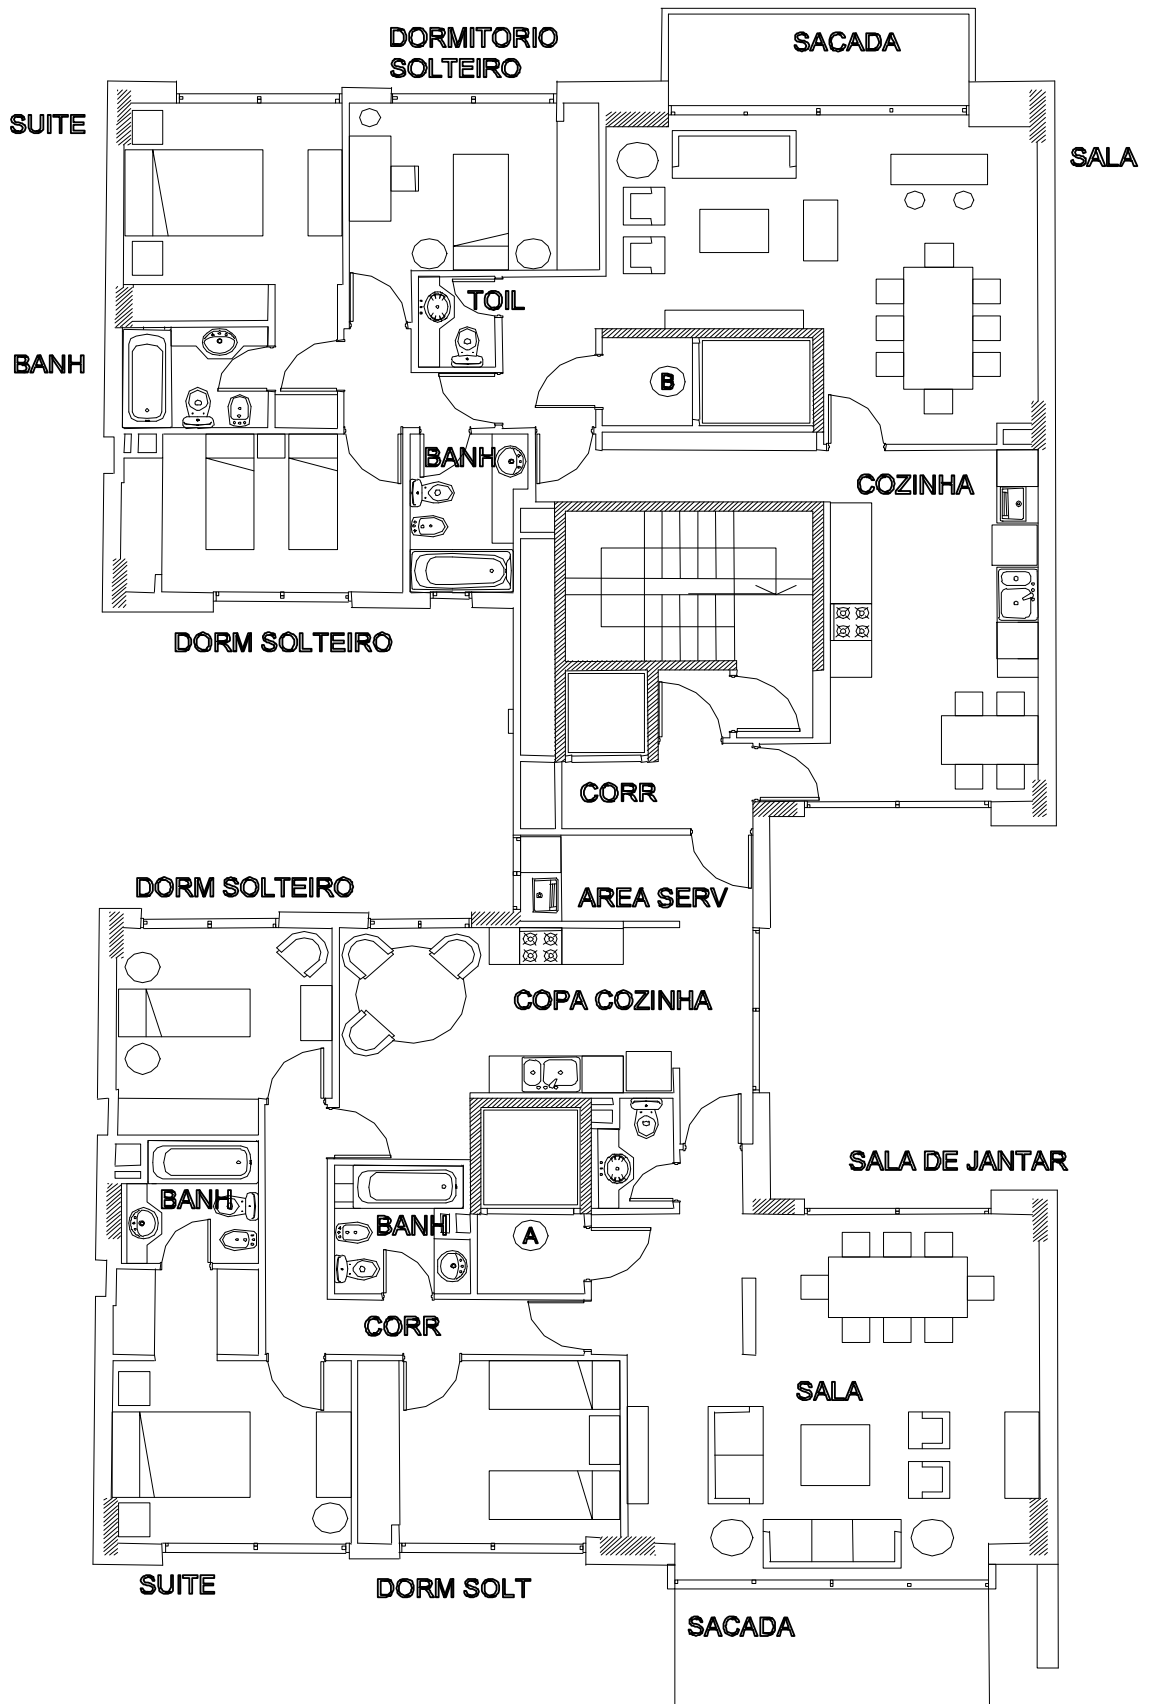 DORMITORIO
SOLTEIRO
SACADA
SUITE
SALA
TOIL
BANH
B
BANH
COZINHA
DORM SOLTEIRO
CORR
DORM SOLTEIRO
AREA SERV
COPA COZINHA
SALA DE JANTAR
BANH
BANH
A
CORR
SALA
SUITE
DORM SOLT
SACADA